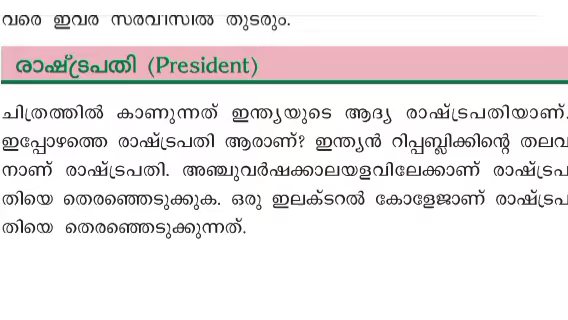 വരെ ഇവർ സർവീസിൽ തുടരും.
രാഷ്ട്രപതി (President)
ചിത്രത്തിൽ കാണുന്നത് ഇന്ത്യയുടെ ആദ്യ രാഷ്ട്രപതിയാണ്.
ഇപ്പോഴത്തെ രാഷ്ട്രപതി ആരാണ്? ഇന്ത്യൻ റിപ്പബ്ലിക്കിന്റെ തലവ
നാണ് രാഷ്ട്രപതി. അഞ്ചുവർഷക്കാലയളവിലേക്കാണ് രാഷ്ട്രപ
തിയെ തെരഞ്ഞെടുക്കുക. ഒരു ഇലക്ടറൽ കോളേജാണ് രാഷ്ട്രപ
തിയെ തെരഞ്ഞെടുക്കുന്നത്.